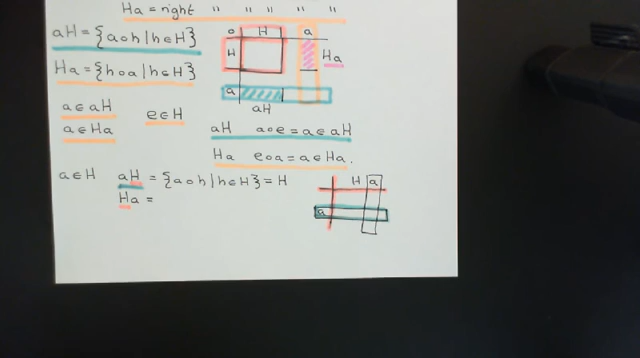 Ha = right " " " " "
aH = {a∘h | h∈H}
Ha = {h∘a | h∈H}
∘ H a
H
Ha
a
aH
a∈aH
a∈Ha
e∈H
aH a∘e = a ∈ aH
Ha e∘a = a ∈ Ha.
a∈H aH = {a∘h | h∈H} = H
Ha =
H a
a